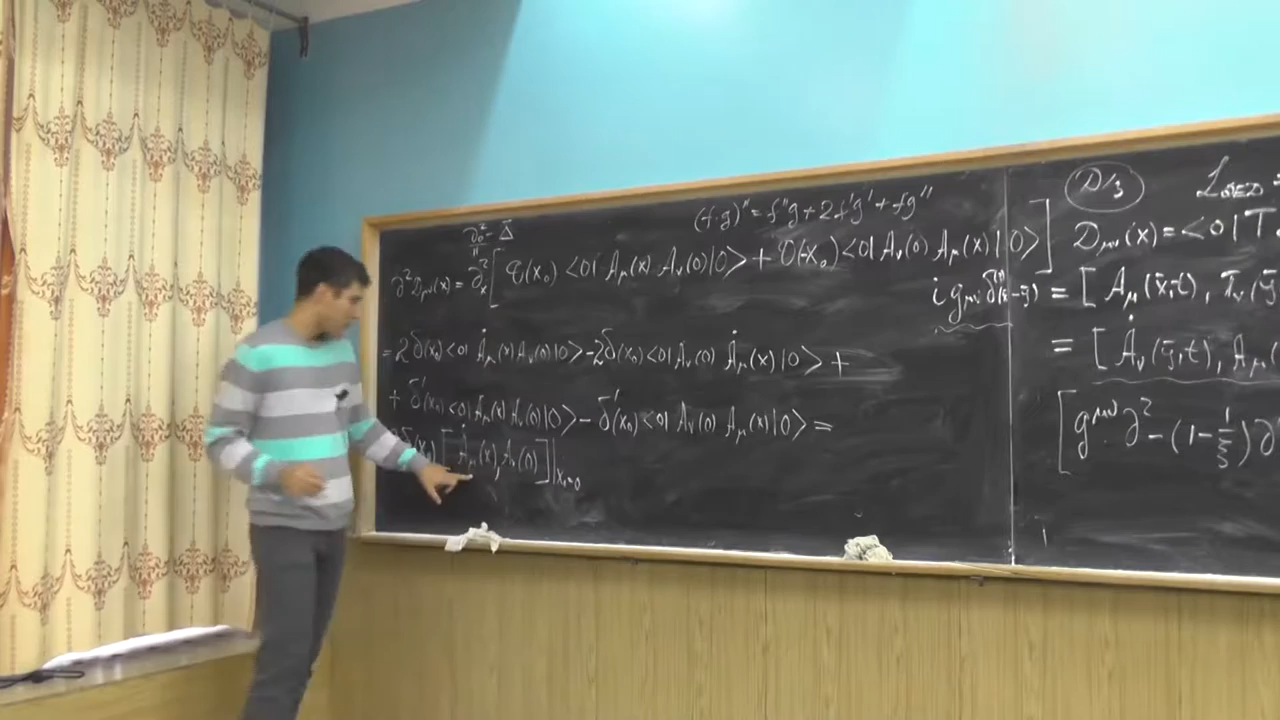 (f·g)'' = f''g + 2f'g' + fg''
∂₀² - Δ̄
∂²D_μν(x) = ∂ₓ² [ θ(x₀) <0| A_μ(x) A_ν(0) |0> + θ(-x₀) <0| A_ν(0) A_μ(x) |0> ]
= 2δ(x₀) <0| Ȧ_μ(x) A_ν(0) |0> - 2δ(x₀) <0| A_ν(0) Ȧ_μ(x) |0> +
+ δ'(x₀) <0| A_μ(x) A_ν(0) |0> - δ'(x₀) <0| A_ν(0) A_μ(x) |0> =
δ(x₀) [ Ȧ_μ(x), A_ν(0) ] |_{x₀=0}
D/3
D_μν(x) = <0| T
i g_μν δ(x̄-ȳ) = [ A_μ(x̄,t), π_ν(ȳ
= [ Ȧ_ν(ȳ,t), A_μ(
[ g^{μν} ∂² - (1 - 1/ξ) ∂